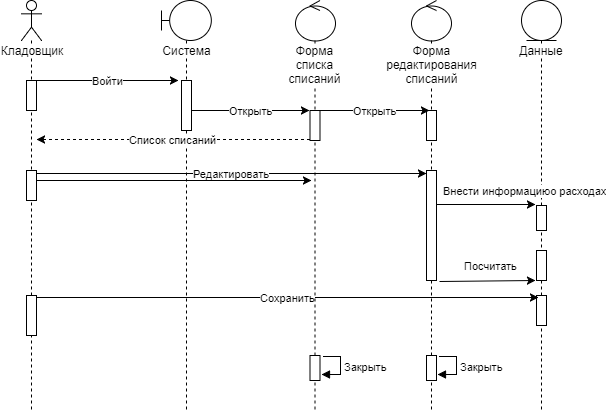 Кладовщик
Система
Форма
списка
списаний
Форма
редактирования
списаний
Данные
Войти
Открыть
Открыть
Список списаний
Редактировать
Внести информациюо расходах
Посчитать
Сохранить
Закрыть
Закрыть